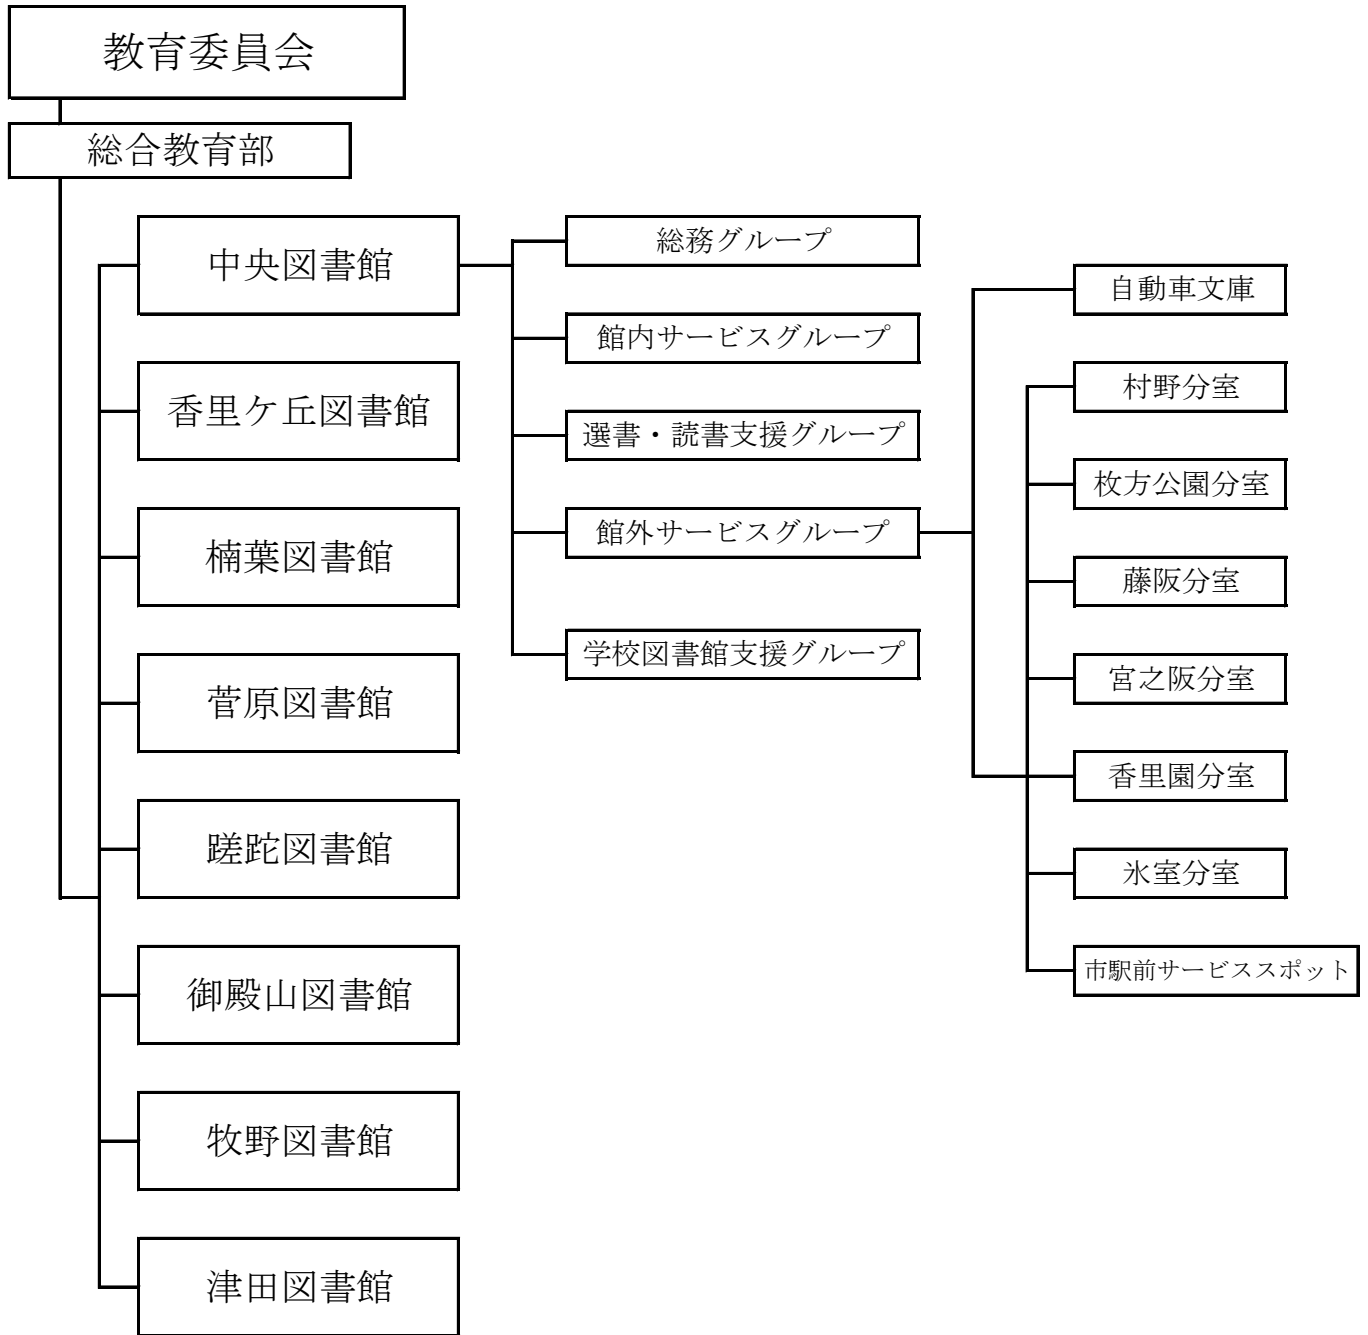 教育委員会
総合教育部
中央図書館
香里ケ丘図書館
楠葉図書館
菅原図書館
蹉跎図書館
御殿山図書館
牧野図書館
津田図書館
総務グループ
館内サービスグループ
選書・読書支援グループ
館外サービスグループ
学校図書館支援グループ
自動車文庫
村野分室
枚方公園分室
藤阪分室
宮之阪分室
香里園分室
氷室分室
市駅前サービススポット